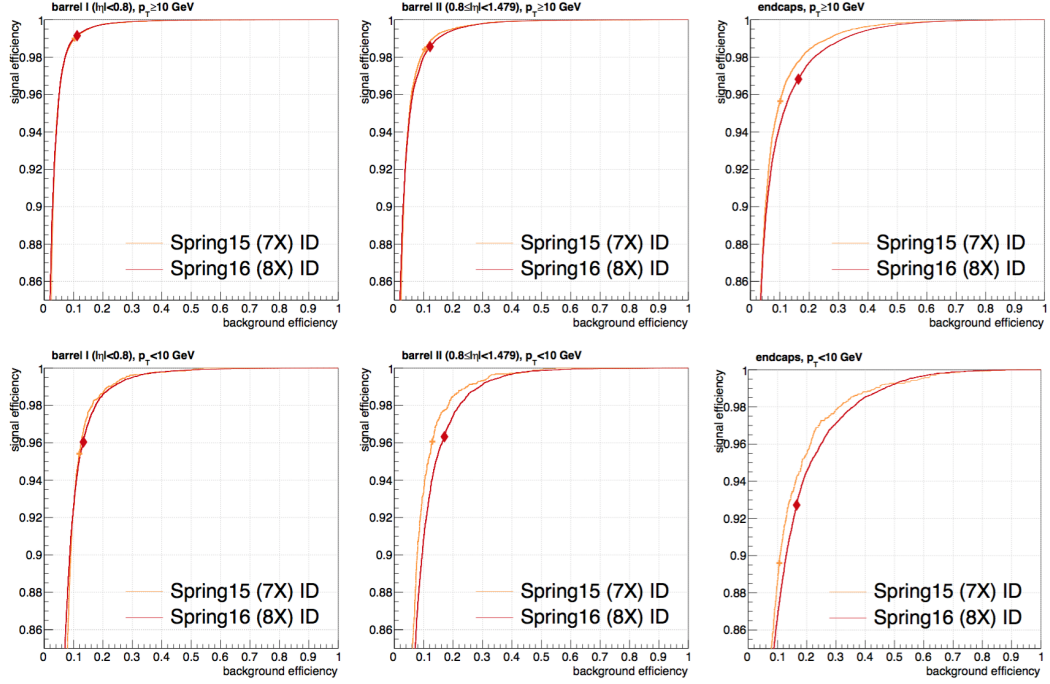 barrel I (|η|<0.8), p_T≥10 GeV
signal efficiency
1
0.98
0.96
0.94
0.92
0.9
0.88
0.86
Spring15 (7X) ID
Spring16 (8X) ID
0 0.1 0.2 0.3 0.4 0.5 0.6 0.7 0.8 0.9 1
background efficiency
barrel II (0.8≤|η|<1.479), p_T≥10 GeV
signal efficiency
1
0.98
0.96
0.94
0.92
0.9
0.88
0.86
Spring15 (7X) ID
Spring16 (8X) ID
0 0.1 0.2 0.3 0.4 0.5 0.6 0.7 0.8 0.9 1
background efficiency
endcaps, p_T≥10 GeV
signal efficiency
1
0.98
0.96
0.94
0.92
0.9
0.88
0.86
Spring15 (7X) ID
Spring16 (8X) ID
0 0.1 0.2 0.3 0.4 0.5 0.6 0.7 0.8 0.9 1
background efficiency
barrel I (|η|<0.8), p_T<10 GeV
signal efficiency
1
0.98
0.96
0.94
0.92
0.9
0.88
0.86
Spring15 (7X) ID
Spring16 (8X) ID
0 0.1 0.2 0.3 0.4 0.5 0.6 0.7 0.8 0.9 1
background efficiency
barrel II (0.8≤|η|<1.479), p_T<10 GeV
signal efficiency
1
0.98
0.96
0.94
0.92
0.9
0.88
0.86
Spring15 (7X) ID
Spring16 (8X) ID
0 0.1 0.2 0.3 0.4 0.5 0.6 0.7 0.8 0.9 1
background efficiency
endcaps, p_T<10 GeV
signal efficiency
1
0.98
0.96
0.94
0.92
0.9
0.88
0.86
Spring15 (7X) ID
Spring16 (8X) ID
0 0.1 0.2 0.3 0.4 0.5 0.6 0.7 0.8 0.9 1
background efficiency